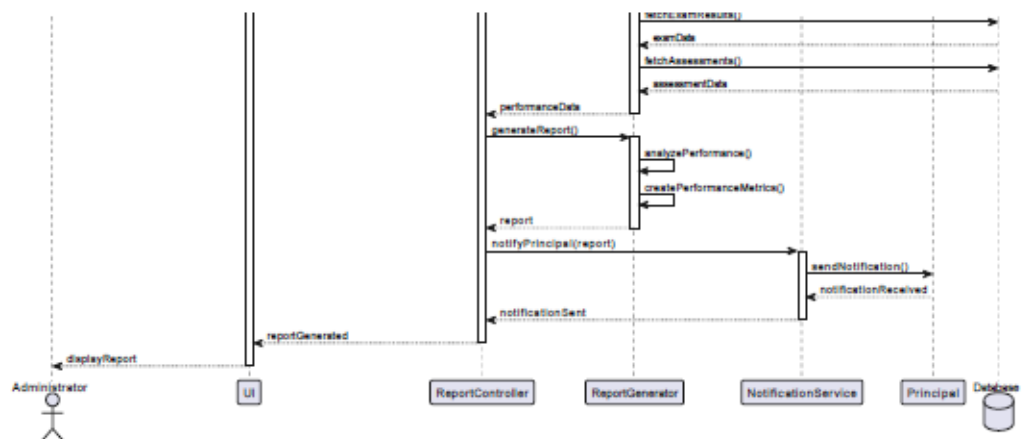 fetchExamResults()
examData
fetchAssessments()
assessmentData
performanceData
generateReport()
analyzePerformance()
createPerformanceMetrics()
report
notifyPrincipal(report)
sendNotification()
notificationReceived
notificationSent
reportGenerated
displayReport
Administrator
UI
ReportController
ReportGenerator
NotificationService
Principal
Database